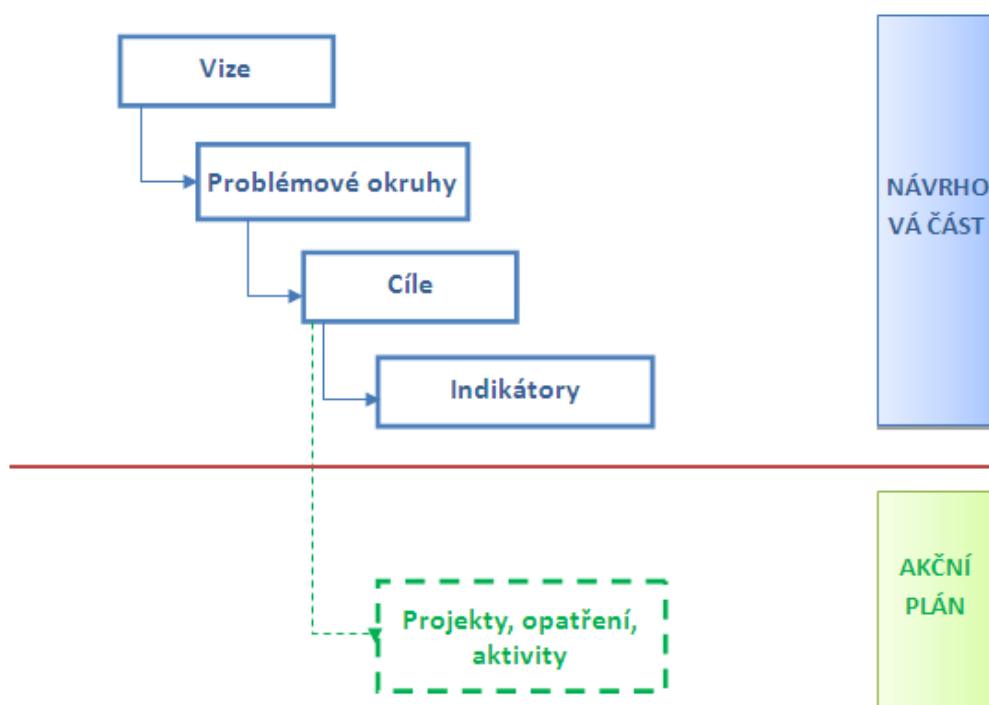 Vize
Problémové okruhy
NÁVRHO
VÁ ČÁST
Cíle
Indikátory
AKČNÍ
PLÁN
Projekty, opatření,
aktivity